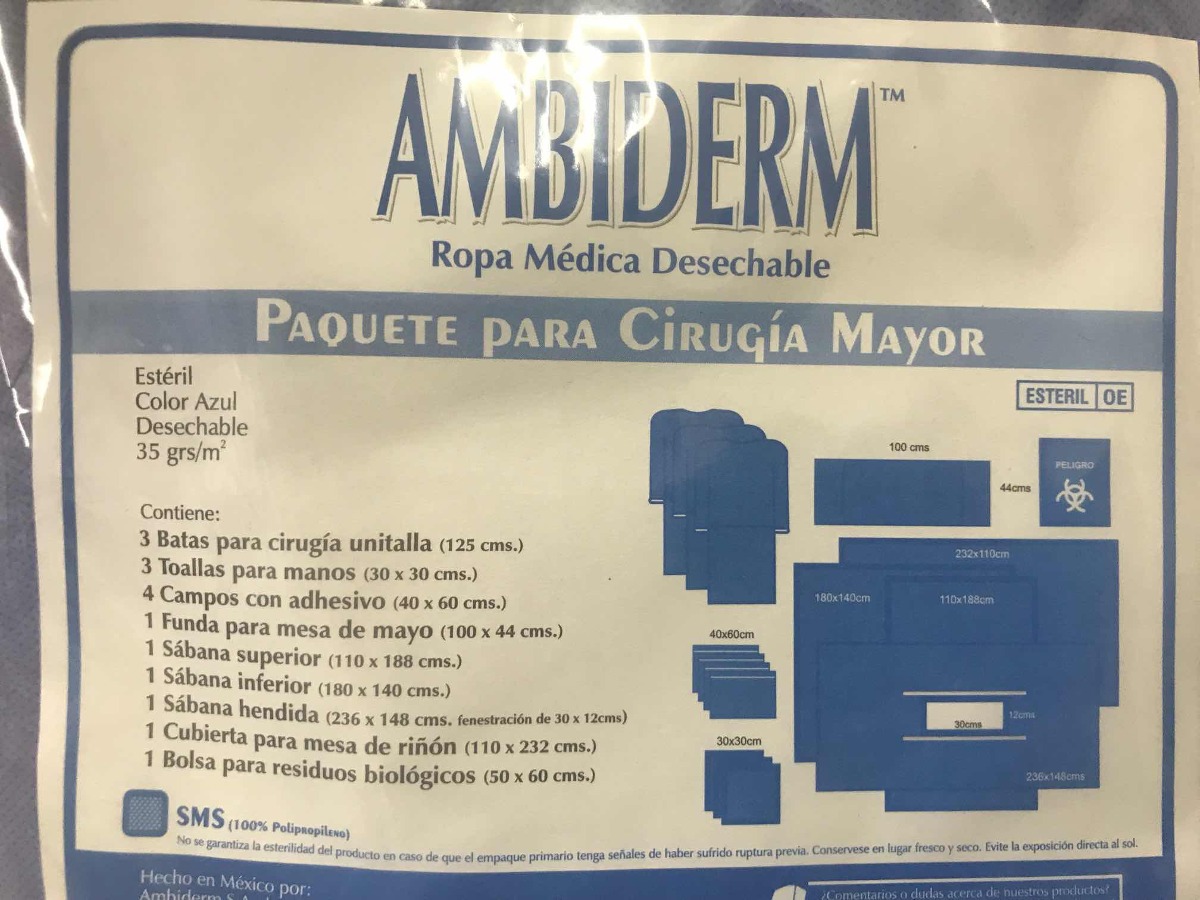 AMBIDERM™
Ropa Médica Desechable
Paquete para Cirugía Mayor
Estéril
Color Azul
Desechable
35 grs/m²
ESTERIL OE
Contiene:
3 Batas para cirugía unitalla (125 cms.)
3 Toallas para manos (30 x 30 cms.)
4 Campos con adhesivo (40 x 60 cms.)
1 Funda para mesa de mayo (100 x 44 cms.)
1 Sábana superior (110 x 188 cms.)
1 Sábana inferior (180 x 140 cms.)
1 Sábana hendida (236 x 148 cms. fenestración de 30 x 12cms)
1 Cubierta para mesa de riñón (110 x 232 cms.)
1 Bolsa para residuos biológicos (50 x 60 cms.)
100 cms
44cms
PELIGRO
232x110cm
180x140cm
110x188cm
40x60cm
12cms
30cms
30x30cm
236x148cms
SMS (100% Polipropileno)
No se garantiza la esterilidad del producto en caso de que el empaque primario tenga señales de haber sufrido ruptura previa. Conservese en lugar fresco y seco. Evite la exposición directa al sol.
Hecho en México por:
Ambiderm
¿Comentarios o dudas acerca de nuestros productos?